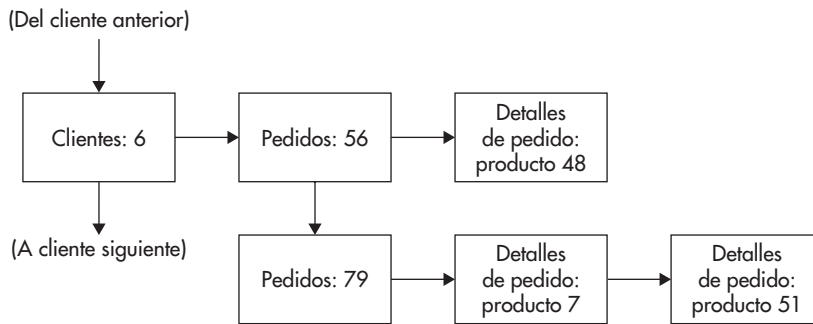 (Del cliente anterior)
Clientes: 6
Pedidos: 56
Detalles
de pedido:
producto 48
(A cliente siguiente)
Pedidos: 79
Detalles
de pedido:
producto 7
Detalles
de pedido:
producto 51